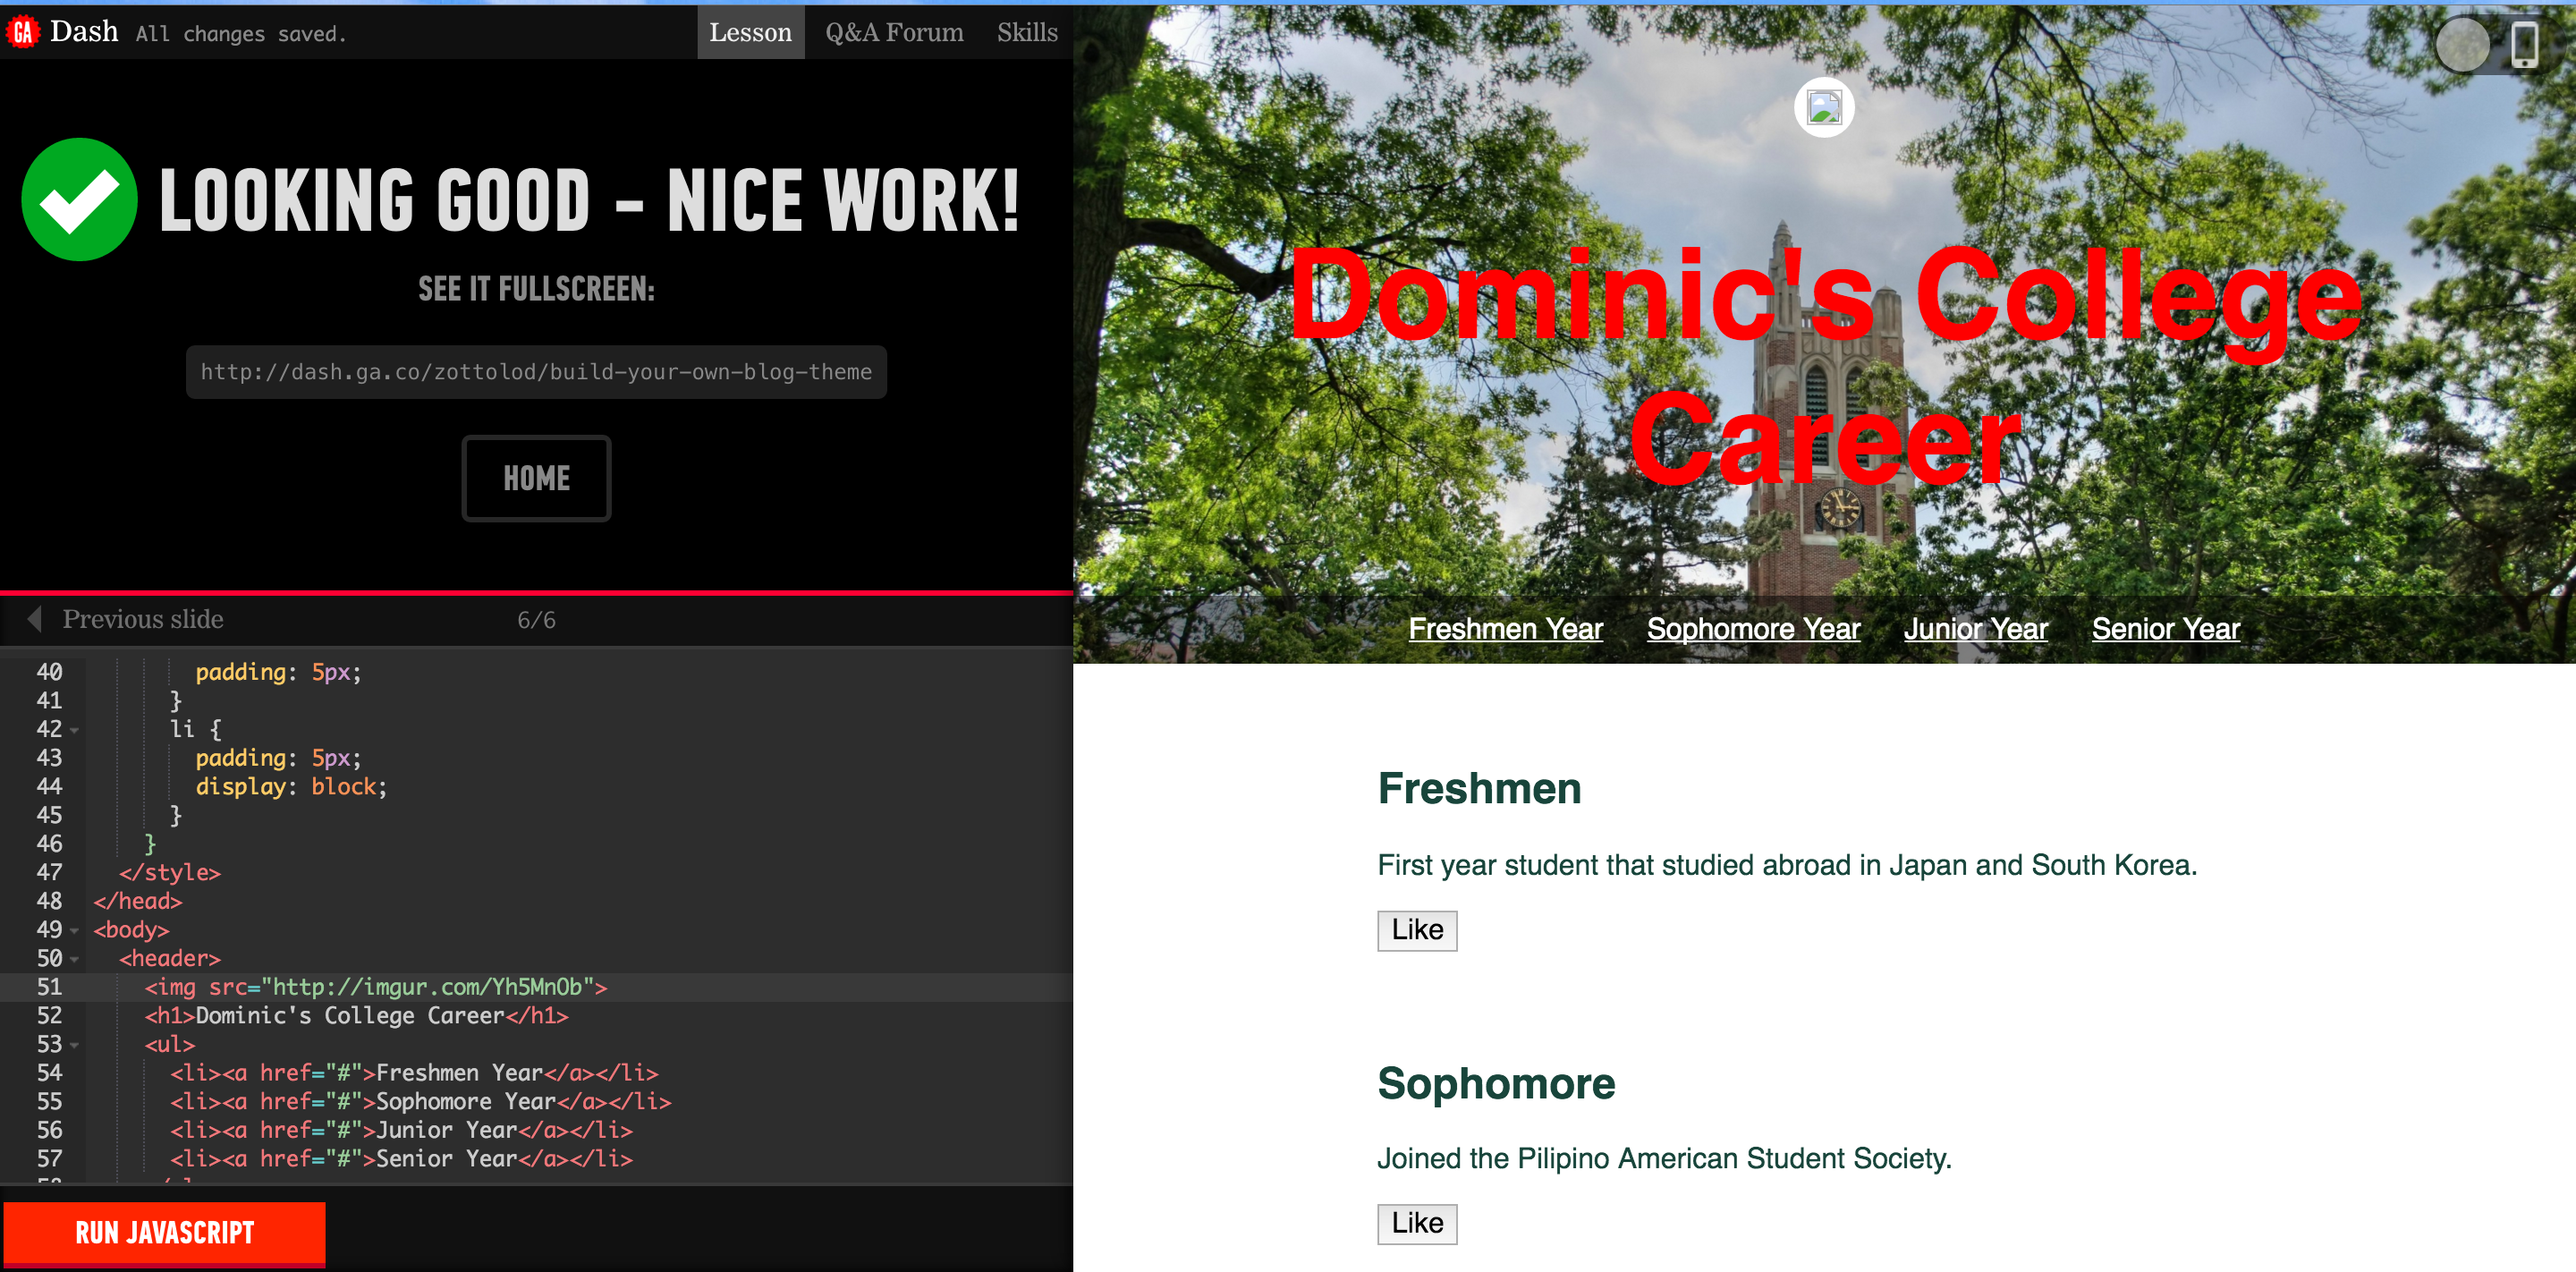 GA Dash All changes saved. Lesson Q&A Forum Skills
LOOKING GOOD - NICE WORK!
SEE IT FULLSCREEN:
http://dash.ga.co/zottolod/build-your-own-blog-theme
HOME
Previous slide 6/6
40 padding: 5px;
41 }
42 li {
43 padding: 5px;
44 display: block;
45 }
46 }
47 </style>
48 </head>
49 <body>
50 <header>
51 <img src="http://imgur.com/Yh5MnOb">
52 <h1>Dominic's College Career</h1>
53 <ul>
54 <li><a href="#">Freshmen Year</a></li>
55 <li><a href="#">Sophomore Year</a></li>
56 <li><a href="#">Junior Year</a></li>
57 <li><a href="#">Senior Year</a></li>
RUN JAVASCRIPT
Dominic's College
Career
Freshmen Year Sophomore Year Junior Year Senior Year
Freshmen
First year student that studied abroad in Japan and South Korea.
Like
Sophomore
Joined the Pilipino American Student Society.
Like